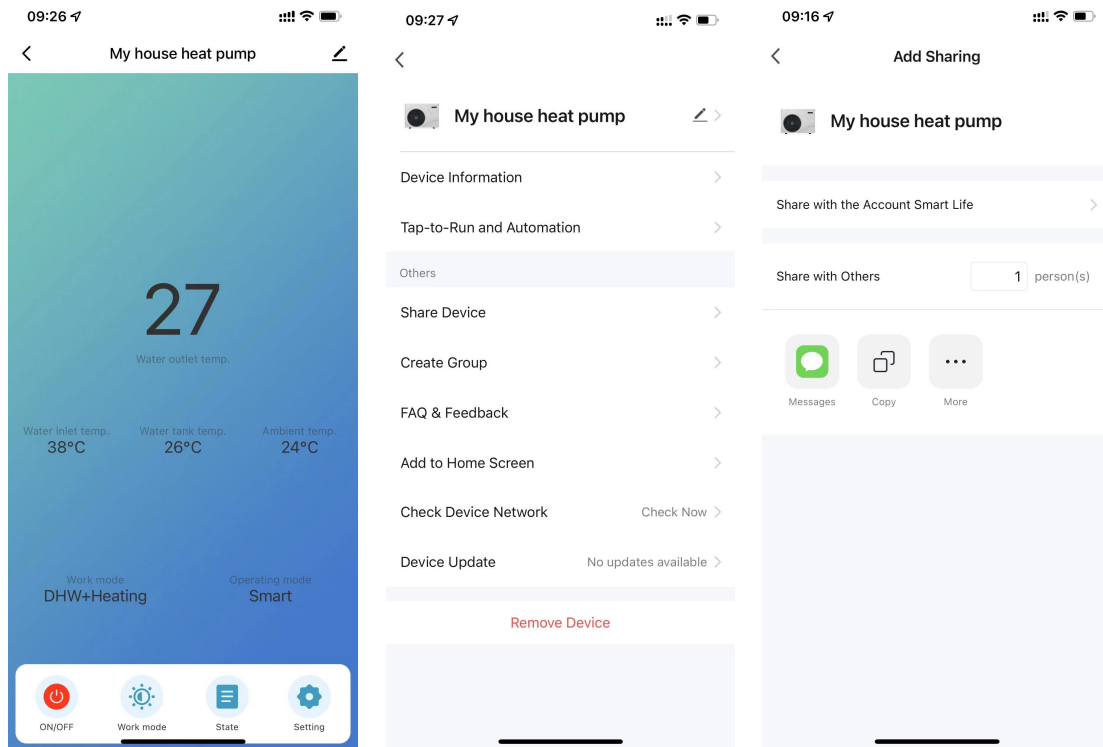 09:26
My house heat pump
27
Water outlet temp.
Water inlet temp. Water tank temp. Ambient temp.
38°C 26°C 24°C
Work mode Operating mode
DHW+Heating Smart
ON/OFF Work mode State Setting
09:27
My house heat pump
Device Information
Tap-to-Run and Automation
Others
Share Device
Create Group
FAQ & Feedback
Add to Home Screen
Check Device Network Check Now
Device Update No updates available
Remove Device
09:16
Add Sharing
My house heat pump
Share with the Account Smart Life
Share with Others 1 person(s)
Messages Copy More